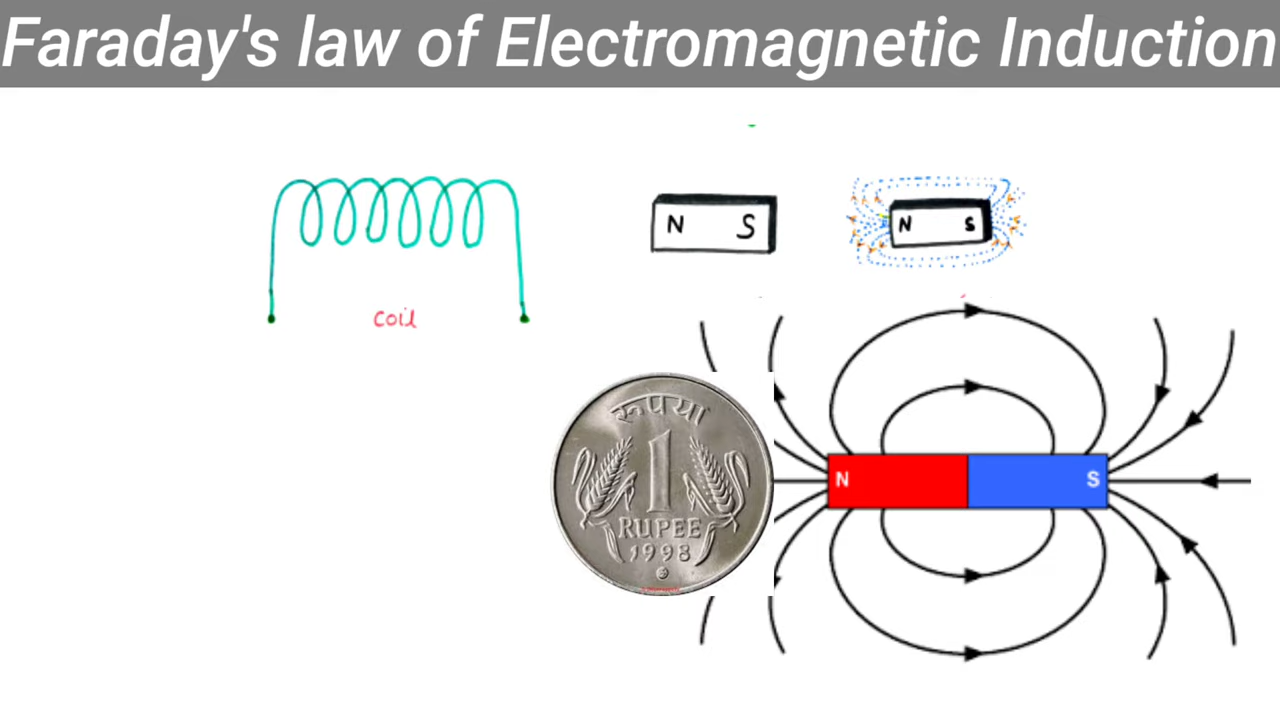 Faraday's law of Electromagnetic Induction
N S
N S
coil
रूपया
1
RUPEE
1998
N S